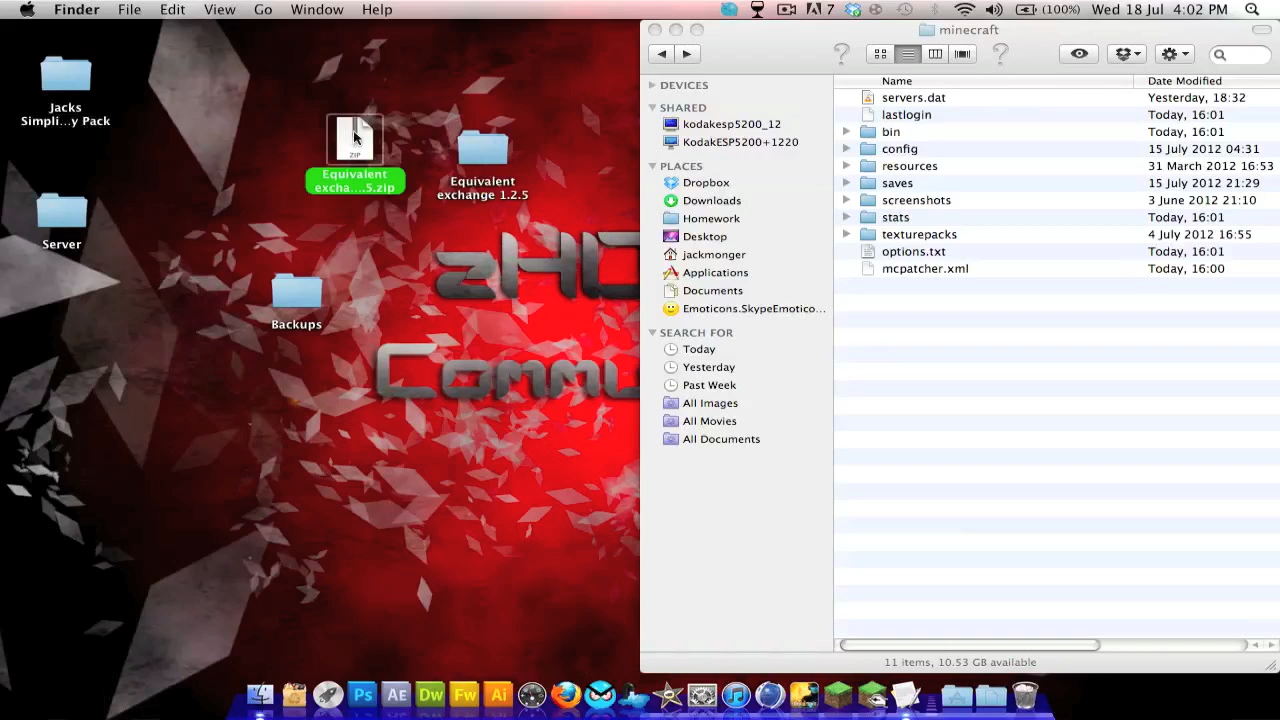 Finder File Edit View Go Window Help
7 (100%) Wed 18 Jul 4:02 PM
Jacks
Simpli...y Pack
Server
ZIP
Equivalent
excha....5.zip
Equivalent
exchange 1.2.5
Backups
zHD
Commu
minecraft
DEVICES
SHARED
kodakesp5200_12
KodakESP5200+1220
PLACES
Dropbox
Downloads
Homework
Desktop
jackmonger
Applications
Documents
Emoticons.SkypeEmotico...
SEARCH FOR
Today
Yesterday
Past Week
All Images
All Movies
All Documents
Name Date Modified
servers.dat Yesterday, 18:32
lastlogin Today, 16:01
bin Today, 16:01
config 15 July 2012 04:31
resources 31 March 2012 16:53
saves 15 July 2012 21:29
screenshots 3 June 2012 21:10
stats Today, 16:01
texturepacks 4 July 2012 16:55
options.txt Today, 16:01
mcpatcher.xml Today, 16:00
11 items, 10.53 GB available
Ps AE Dw Fw Ai